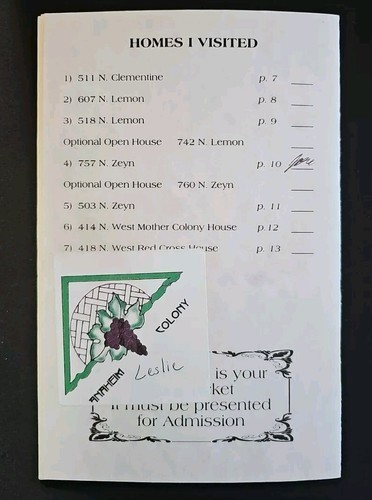 HOMES I VISITED
1) 511 N. Clementine p. 7
2) 607 N. Lemon p. 8
3) 518 N. Lemon p. 9
Optional Open House 742 N. Lemon
4) 757 N. Zeyn p. 10
Optional Open House 760 N. Zeyn
5) 503 N. Zeyn p. 11
6) 414 N. West Mother Colony House p. 12
7) 418 N. West Red Cross House p. 13
ANAHEIM COLONY
Leslie
is your
ket
it must be presented
for Admission